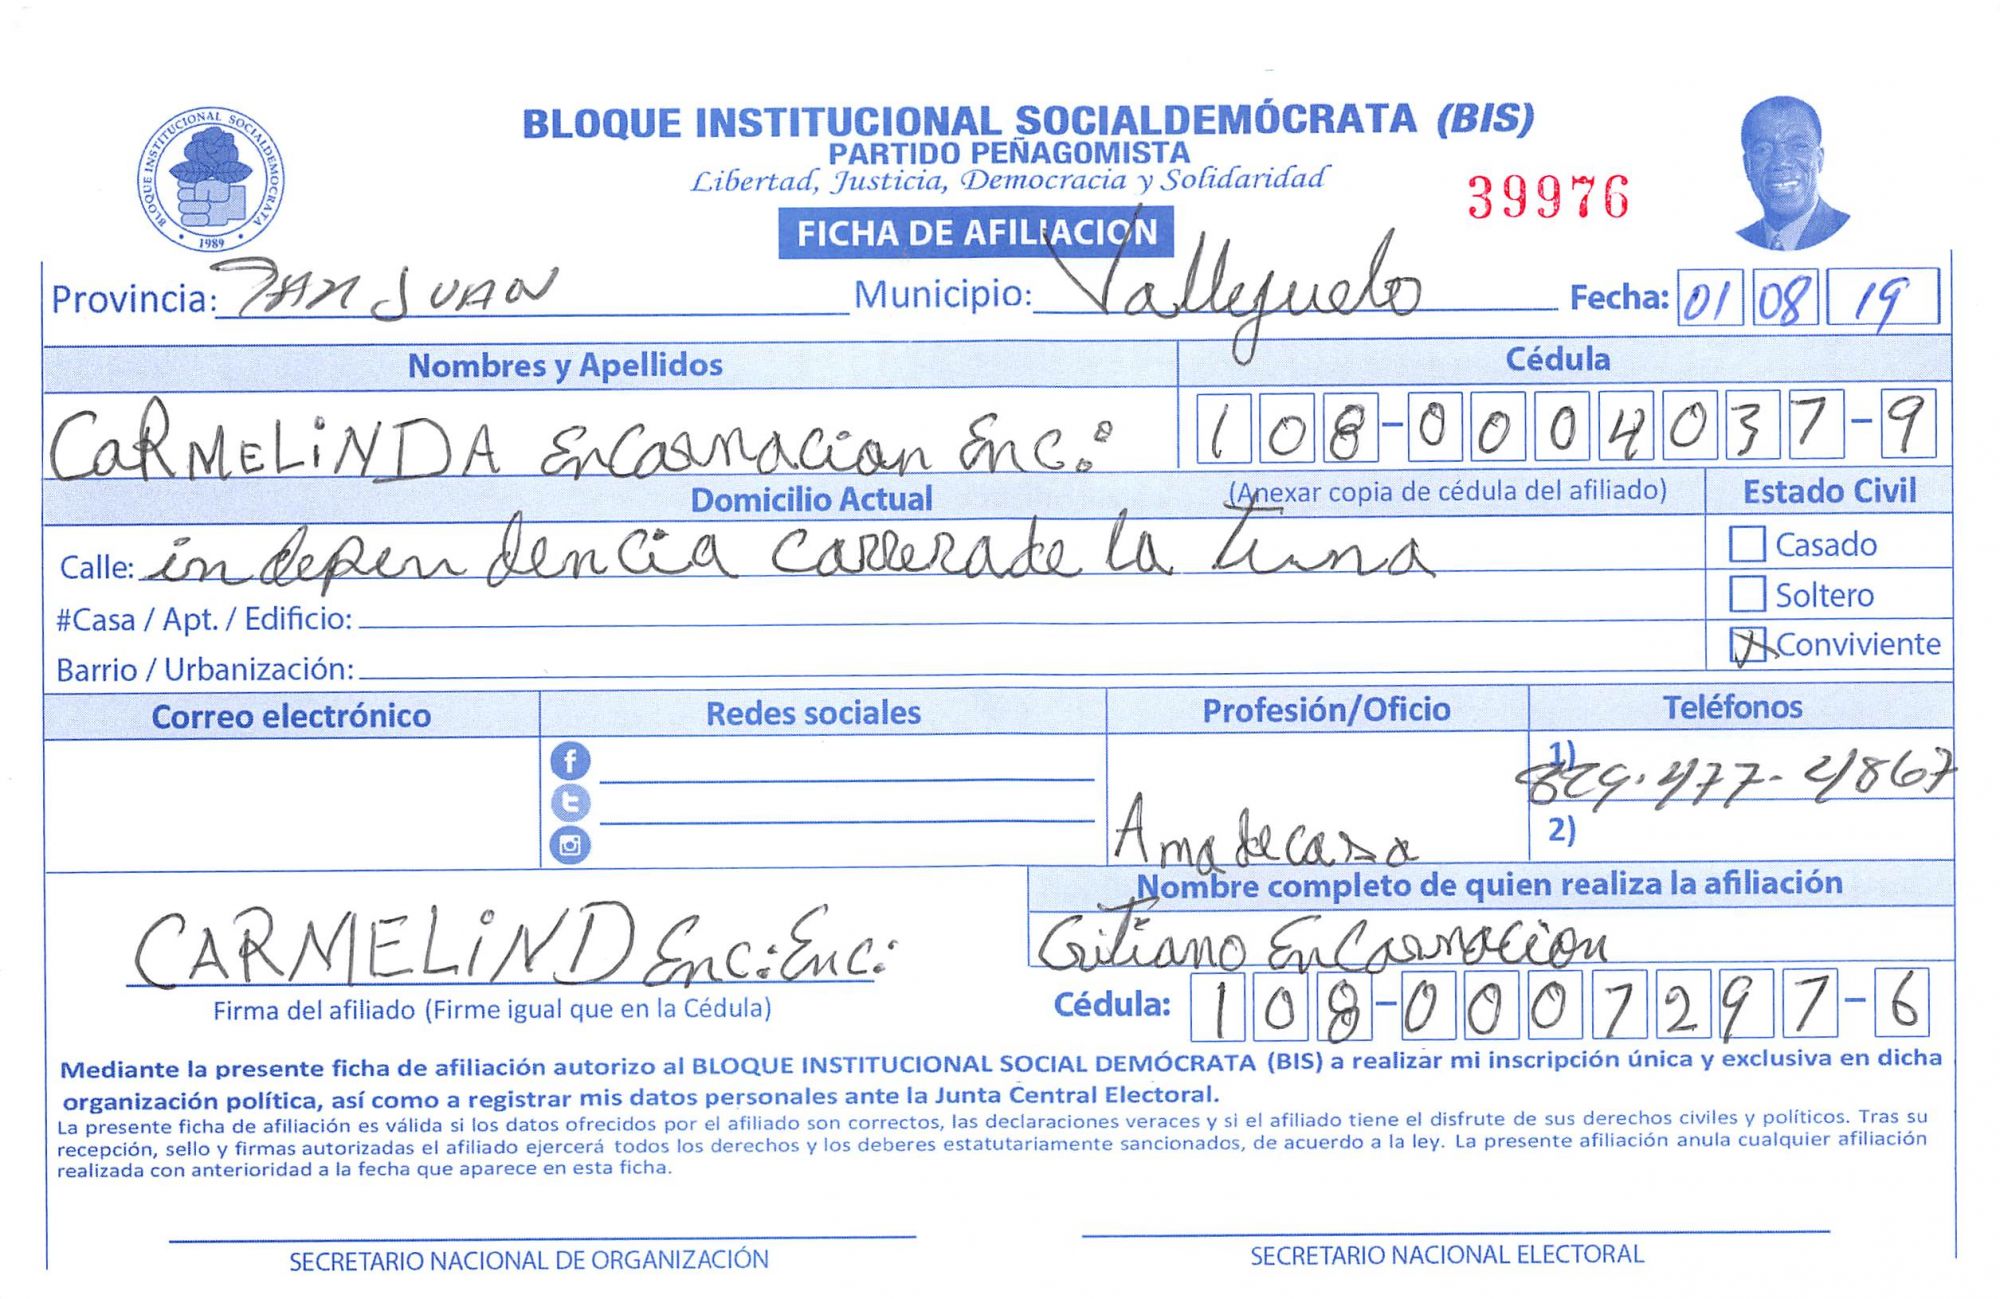 BLOQUE INSTITUCIONAL SOCIALDEMÓCRATA (BIS)
PARTIDO PEÑAGOMISTA
Libertad, Justicia, Democracia y Solidaridad
39976
BLOQUE INSTITUCIONAL SOCIALDEMOCRATA
1989
FICHA DE AFILIACION
Provincia: SAN JUAN Municipio: Vallejuelo Fecha: 01 08 19
Nombres y Apellidos Cédula
CARMELINDA Encarnacion Enc: 108-0004037-9
Domicilio Actual (Anexar copia de cédula del afiliado) Estado Civil
Calle: independencia carrerade la tuna
Casado
Soltero
X Conviviente
#Casa / Apt. / Edificio:
Barrio / Urbanización:
Correo electrónico Redes sociales Profesión/Oficio Teléfonos
1) 829-477-4867
2)
Ama de casa
Nombre completo de quien realiza la afiliación
Encarnacion
CARMELIND Enc: Enc:
Firma del afiliado (Firme igual que en la Cédula)
Cédula: 108-0007297-6
Mediante la presente ficha de afiliación autorizo al BLOQUE INSTITUCIONAL SOCIAL DEMÓCRATA (BIS) a realizar mi inscripción única y exclusiva en dicha
organización política, así como a registrar mis datos personales ante la Junta Central Electoral.
La presente ficha de afiliación es válida si los datos ofrecidos por el afiliado son correctos, las declaraciones veraces y si el afiliado tiene el disfrute de sus derechos civiles y políticos. Tras su
recepción, sello y firmas autorizadas el afiliado ejercerá todos los derechos y los deberes estatutariamente sancionados, de acuerdo a la ley. La presente afiliación anula cualquier afiliación
realizada con anterioridad a la fecha que aparece en esta ficha.
SECRETARIO NACIONAL DE ORGANIZACIÓN SECRETARIO NACIONAL ELECTORAL